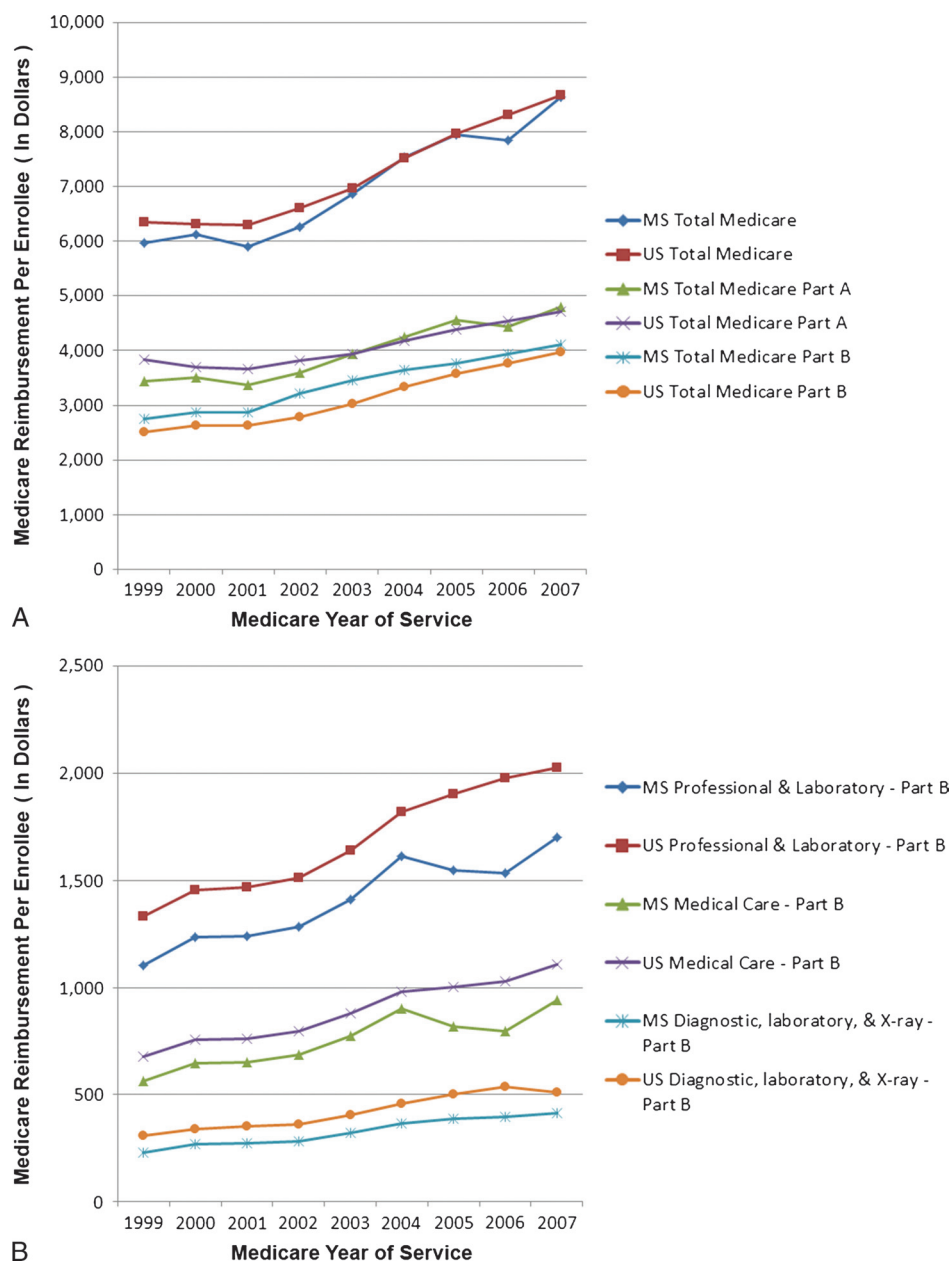 Medicare Reimbursement Per Enrollee ( In Dollars )
10,000
9,000
8,000
7,000
6,000
5,000
4,000
3,000
2,000
1,000
0
1999 2000 2001 2002 2003 2004 2005 2006 2007
Medicare Year of Service
MS Total Medicare
US Total Medicare
MS Total Medicare Part A
US Total Medicare Part A
MS Total Medicare Part B
US Total Medicare Part B
A
Medicare Reimbursement Per Enrollee ( In Dollars )
2,500
2,000
1,500
1,000
500
0
1999 2000 2001 2002 2003 2004 2005 2006 2007
Medicare Year of Service
MS Professional & Laboratory - Part B
US Professional & Laboratory - Part B
MS Medical Care - Part B
US Medical Care - Part B
MS Diagnostic, laboratory, & X-ray -
Part B
US Diagnostic, laboratory, & X-ray -
Part B
B